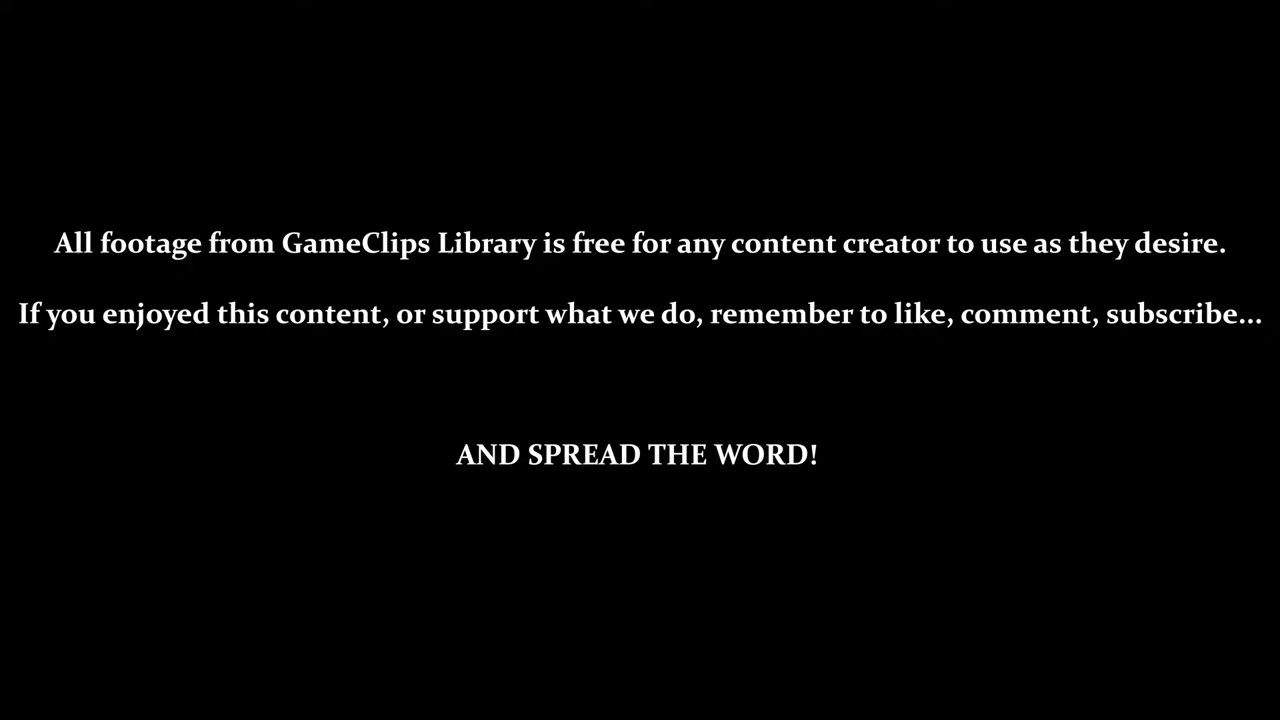 All footage from GameClips Library is free for any content creator to use as they desire.
If you enjoyed this content, or support what we do, remember to like, comment, subscribe...
AND SPREAD THE WORD!